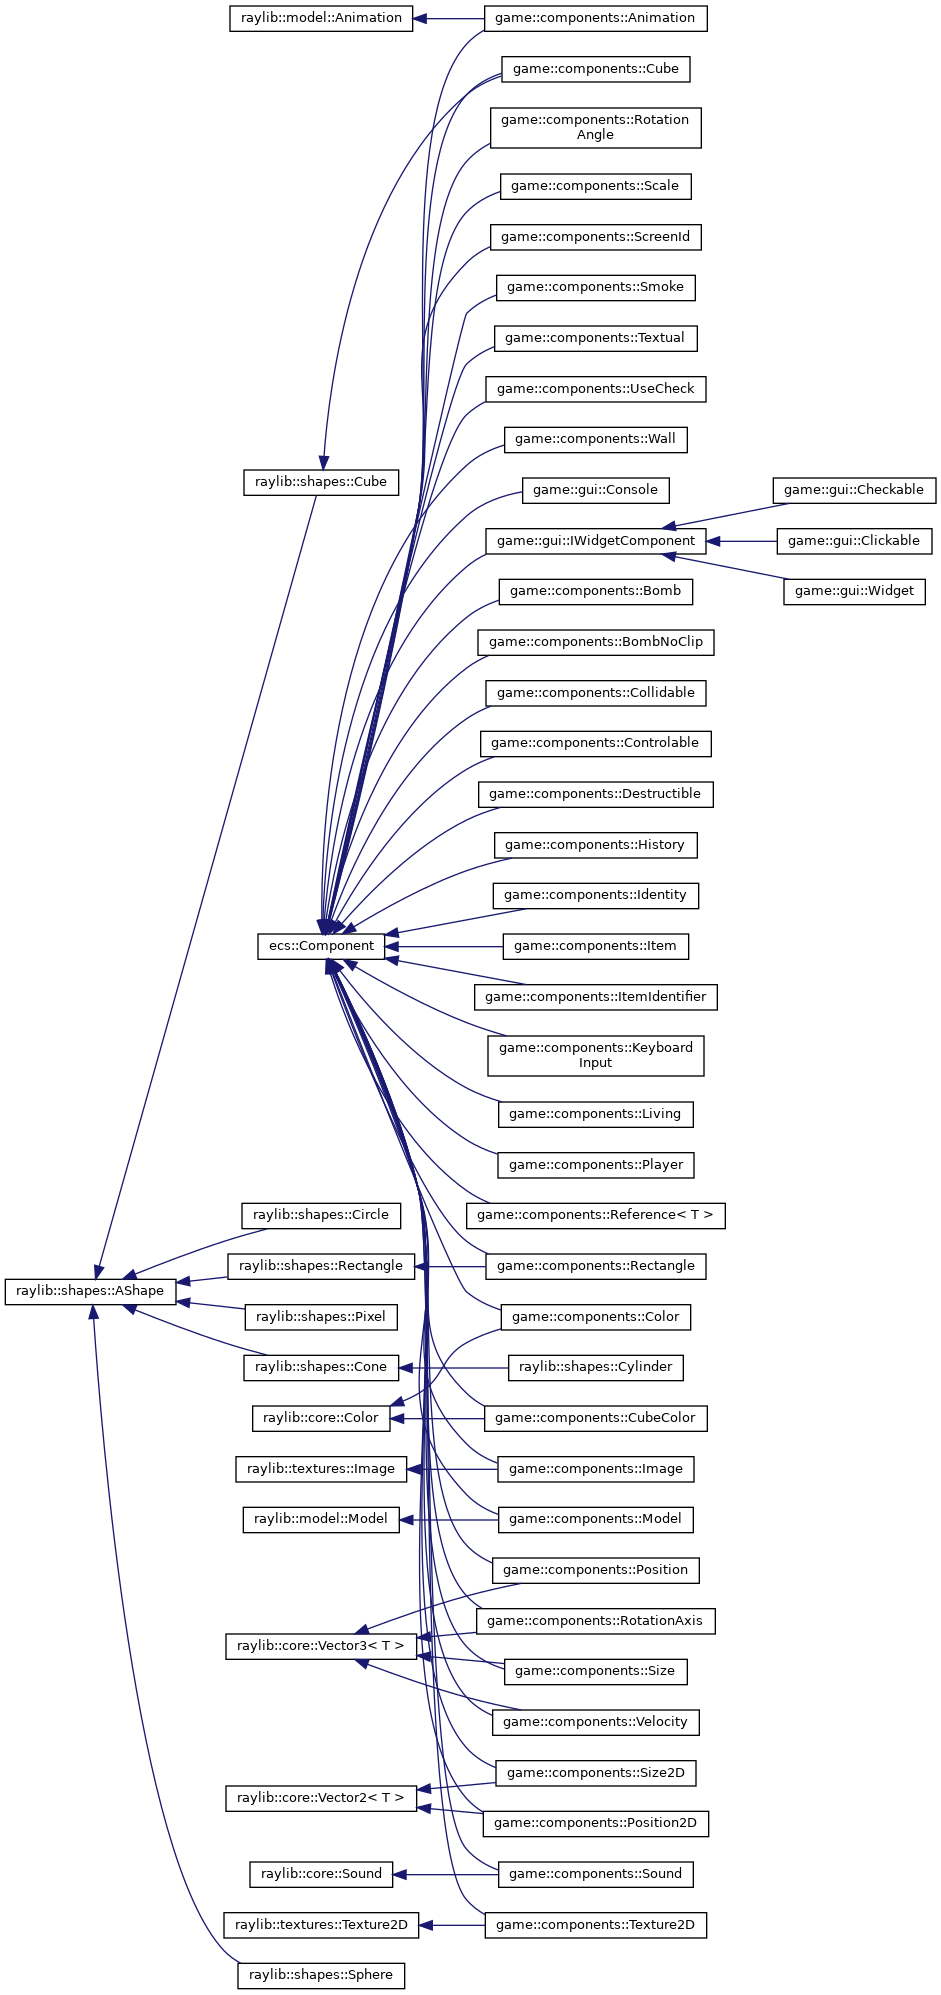 raylib::model::Animation
game::components::Animation
game::components::Cube
game::components::Rotation
Angle
game::components::Scale
game::components::ScreenId
game::components::Smoke
game::components::Textual
game::components::UseCheck
game::components::Wall
raylib::shapes::Cube
game::gui::Console
game::gui::Checkable
game::gui::IWidgetComponent
game::gui::Clickable
game::components::Bomb
game::gui::Widget
game::components::BombNoClip
game::components::Collidable
game::components::Controlable
game::components::Destructible
game::components::History
game::components::Identity
ecs::Component
game::components::Item
game::components::ItemIdentifier
game::components::Keyboard
Input
game::components::Living
game::components::Player
raylib::shapes::Circle
game::components::Reference< T >
raylib::shapes::Rectangle
game::components::Rectangle
raylib::shapes::AShape
raylib::shapes::Pixel
game::components::Color
raylib::shapes::Cone
raylib::shapes::Cylinder
raylib::core::Color
game::components::CubeColor
raylib::textures::Image
game::components::Image
raylib::model::Model
game::components::Model
game::components::Position
game::components::RotationAxis
raylib::core::Vector3< T >
game::components::Size
game::components::Velocity
game::components::Size2D
raylib::core::Vector2< T >
game::components::Position2D
raylib::core::Sound
game::components::Sound
raylib::textures::Texture2D
game::components::Texture2D
raylib::shapes::Sphere